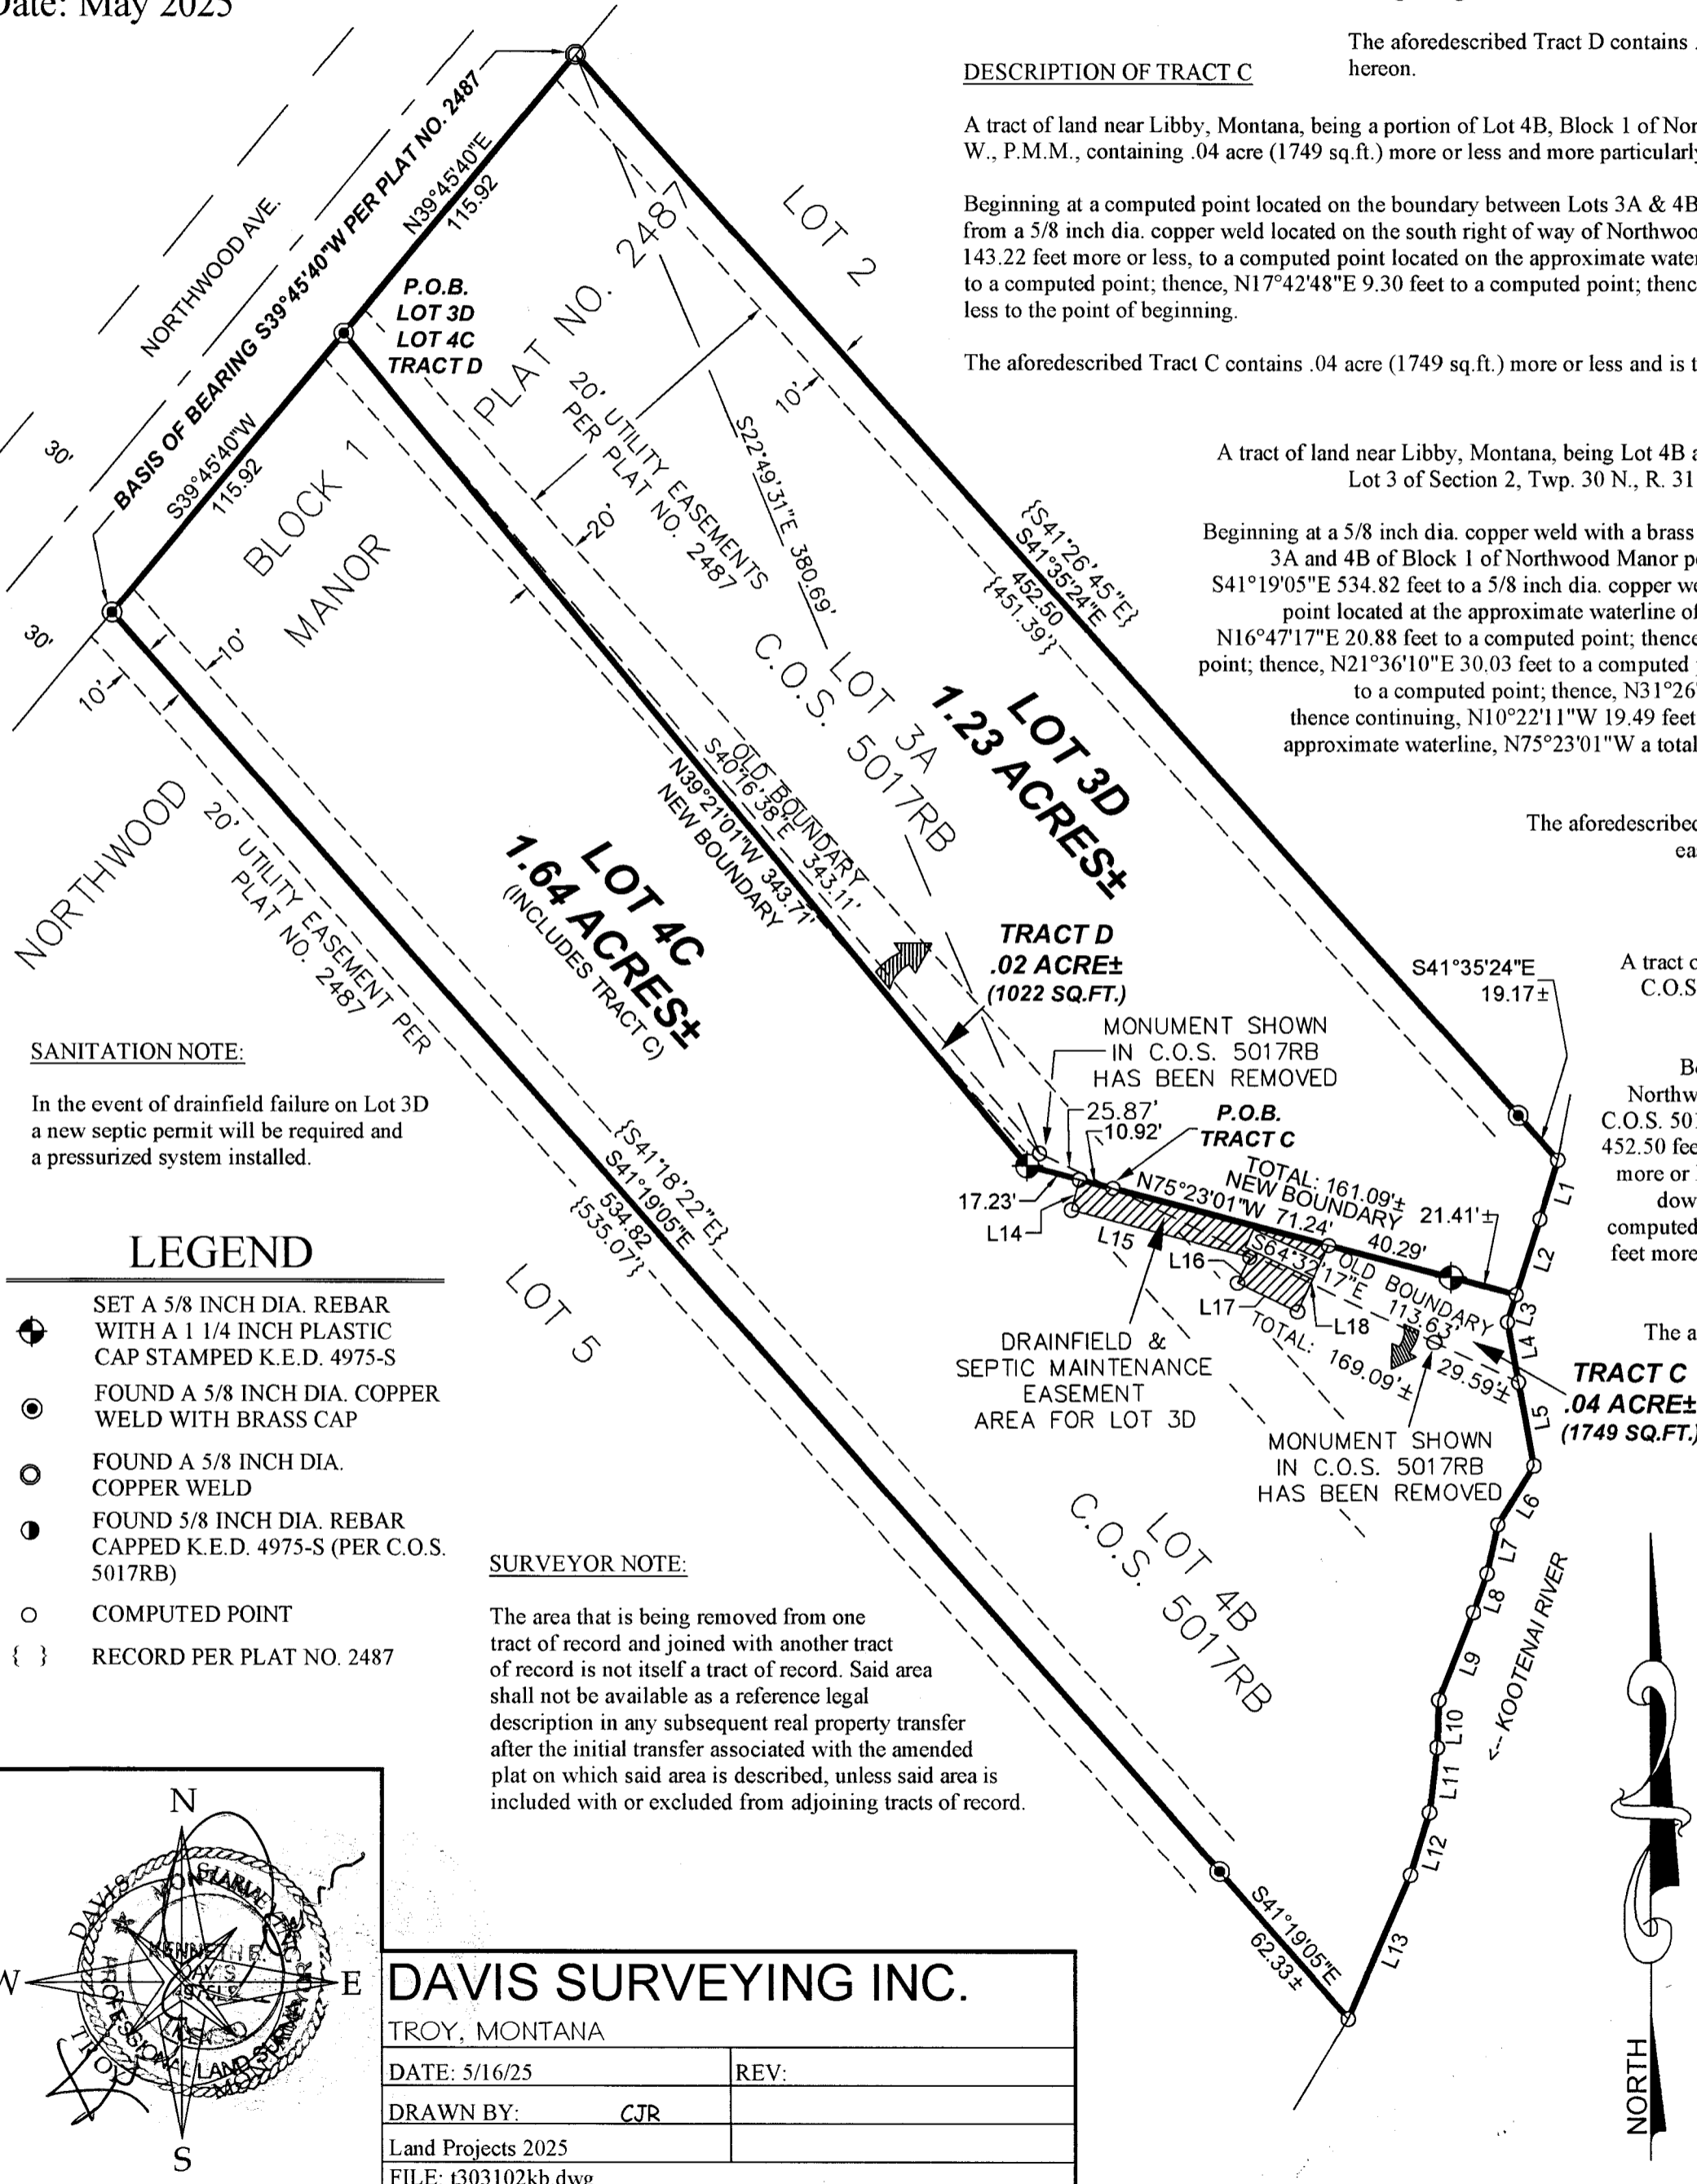 Date: May 2025
The aforedescribed Tract D contains
hereon.
DESCRIPTION OF TRACT C
A tract of land near Libby, Montana, being a portion of Lot 4B, Block 1 of Nor
W., P.M.M., containing .04 acre (1749 sq.ft.) more or less and more particularly
Beginning at a computed point located on the boundary between Lots 3A & 4B
from a 5/8 inch dia. copper weld located on the south right of way of Northwoo
143.22 feet more or less, to a computed point located on the approximate water
to a computed point; thence, N17°42'48"E 9.30 feet to a computed point; thenc
less to the point of beginning.
The aforedescribed Tract C contains .04 acre (1749 sq.ft.) more or less and is t
A tract of land near Libby, Montana, being Lot 4B a
Lot 3 of Section 2, Twp. 30 N., R. 31
Beginning at a 5/8 inch dia. copper weld with a brass
3A and 4B of Block 1 of Northwood Manor p
S41°19'05"E 534.82 feet to a 5/8 inch dia. copper we
point located at the approximate waterline of
N16°47'17"E 20.88 feet to a computed point; thence
point; thence, N21°36'10"E 30.03 feet to a computed
to a computed point; thence, N31°26'
thence continuing, N10°22'11"W 19.49 feet
approximate waterline, N75°23'01"W a total
The aforedescribed
ea
A tract o
C.O.S
Be
Northw
C.O.S. 501
452.50 fee
more or
dow
computed
feet more
The a
NORTHWOOD AVE.
BASIS OF BEARING S39°45'40"W PER PLAT NO. 2487
N39°45'40"E
115.92
S39°45'40"W
115.92
30'
30'
P.O.B.
LOT 3D
LOT 4C
TRACT D
PLAT NO. 2487
LOT 2
BLOCK 1
MANOR
NORTHWOOD
20' UTILITY EASEMENTS
PER PLAT
NO. 2487
10'
20'
10'
10'
S22°49'31"E 380.69'
{S41°26'45"E}
S41°35'24"E
452.50
{451.39'}
LOT 3A
C.O.S. 5017RB
LOT 3D
1.23 ACRES±
OLD BOUNDARY
S40°16'38"E 343.11'
N39°21'01"W 343.71'
NEW BOUNDARY
LOT 4C
1.64 ACRES±
(INCLUDES TRACT C)
20' UTILITY EASEMENT PER
PLAT NO. 2487
TRACT D
.02 ACRE±
(1022 SQ.FT.)
S41°35'24"E
19.17±
MONUMENT SHOWN
IN C.O.S. 5017RB
HAS BEEN REMOVED
25.87'
10.92'
P.O.B.
TRACT C
17.23'
TOTAL: 161.09'±
NEW BOUNDARY
N75°23'01"W 71.24'
40.29'
21.41'±
L14
L15
L16
L17
L18
S64°32'17"E
113.63'
OLD BOUNDARY
TOTAL: 169.09'±
29.59'±
L1
L2
L3
L4
L5
L6
L7
L8
L9
L10
L11
L12
L13
DRAINFIELD &
SEPTIC MAINTENANCE
EASEMENT
AREA FOR LOT 3D
TRACT C
.04 ACRE±
(1749 SQ.FT.)
MONUMENT SHOWN
IN C.O.S. 5017RB
HAS BEEN REMOVED
{S41°18'22"E}
S41°19'05"E
534.82
{535.07'}
LOT 5
LOT 4B
C.O.S. 5017RB
<-- KOOTENAI RIVER
S41°19'05"E
62.33±
NORTH
SANITATION NOTE:
In the event of drainfield failure on Lot 3D
a new septic permit will be required and
a pressurized system installed.
LEGEND
SET A 5/8 INCH DIA. REBAR
WITH A 1 1/4 INCH PLASTIC
CAP STAMPED K.E.D. 4975-S
FOUND A 5/8 INCH DIA. COPPER
WELD WITH BRASS CAP
FOUND A 5/8 INCH DIA.
COPPER WELD
FOUND 5/8 INCH DIA. REBAR
CAPPED K.E.D. 4975-S (PER C.O.S.
5017RB)
COMPUTED POINT
{ } RECORD PER PLAT NO. 2487
SURVEYOR NOTE:
The area that is being removed from one
tract of record and joined with another tract
of record is not itself a tract of record. Said area
shall not be available as a reference legal
description in any subsequent real property transfer
after the initial transfer associated with the amended
plat on which said area is described, unless said area is
included with or excluded from adjoining tracts of record.
N
W
E
S
DAVIS
TROY
KENNETH E.
DAVIS
PROFESSIONAL LAND SURVEYOR
DAVIS SURVEYING INC.
TROY, MONTANA
DATE: 5/16/25
REV:
DRAWN BY: CJR
Land Projects 2025
FILE: t303102kb.dwg